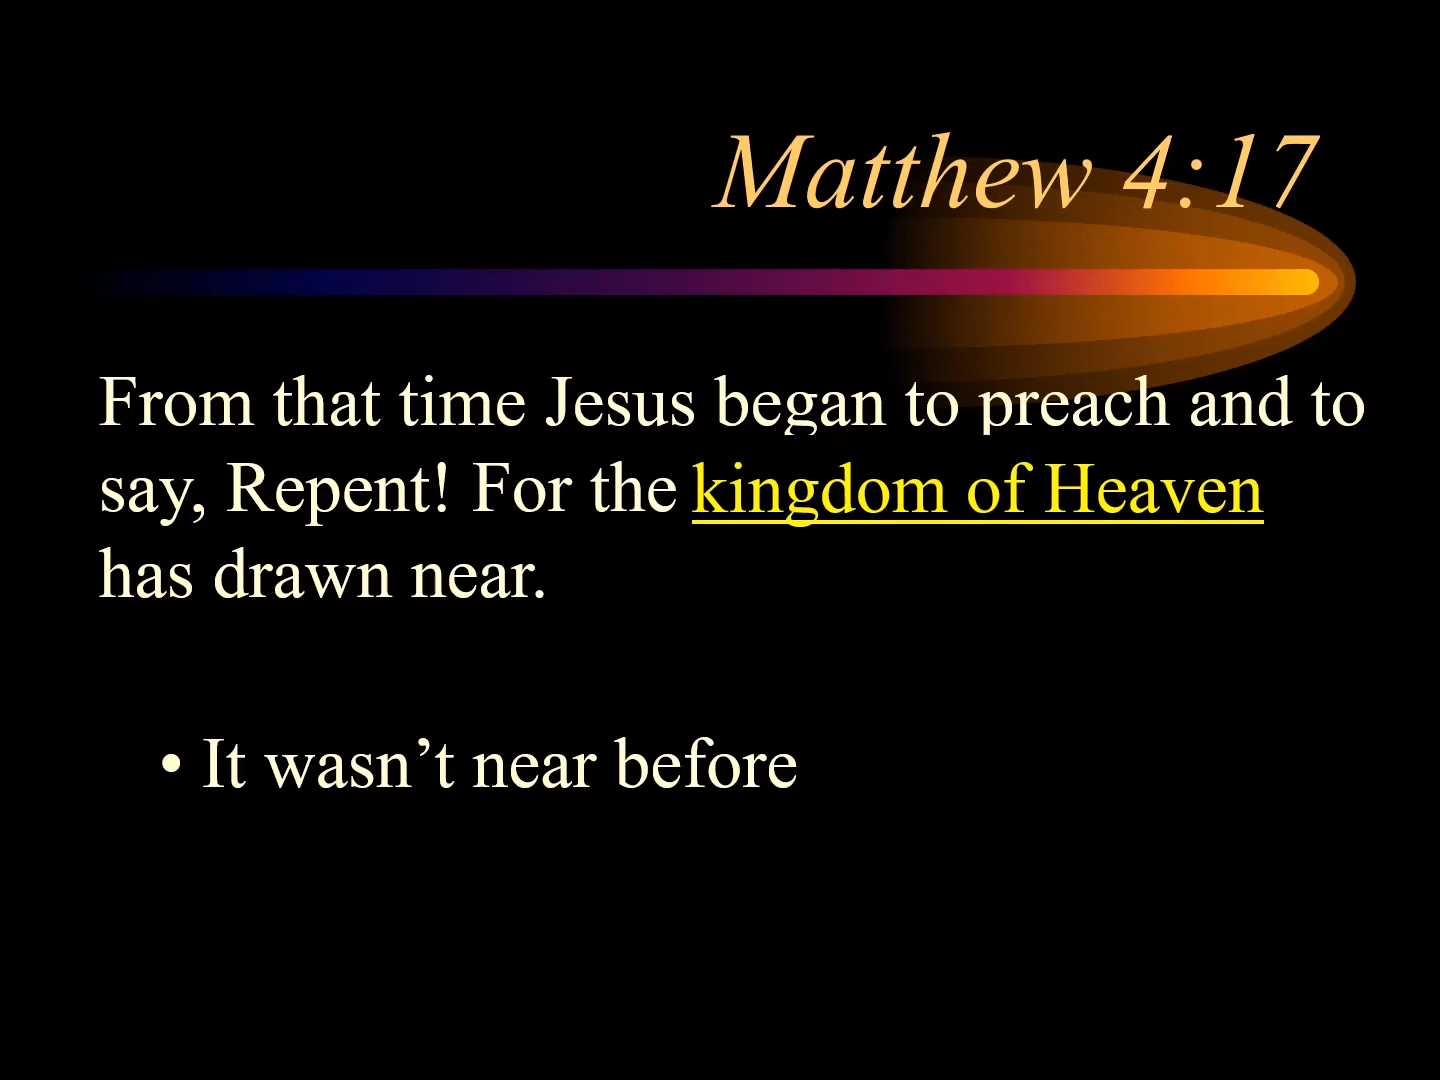 Matthew 4:17
From that time Jesus began to preach and to
say, Repent! For the kingdom of Heaven
has drawn near.
• It wasn’t near before